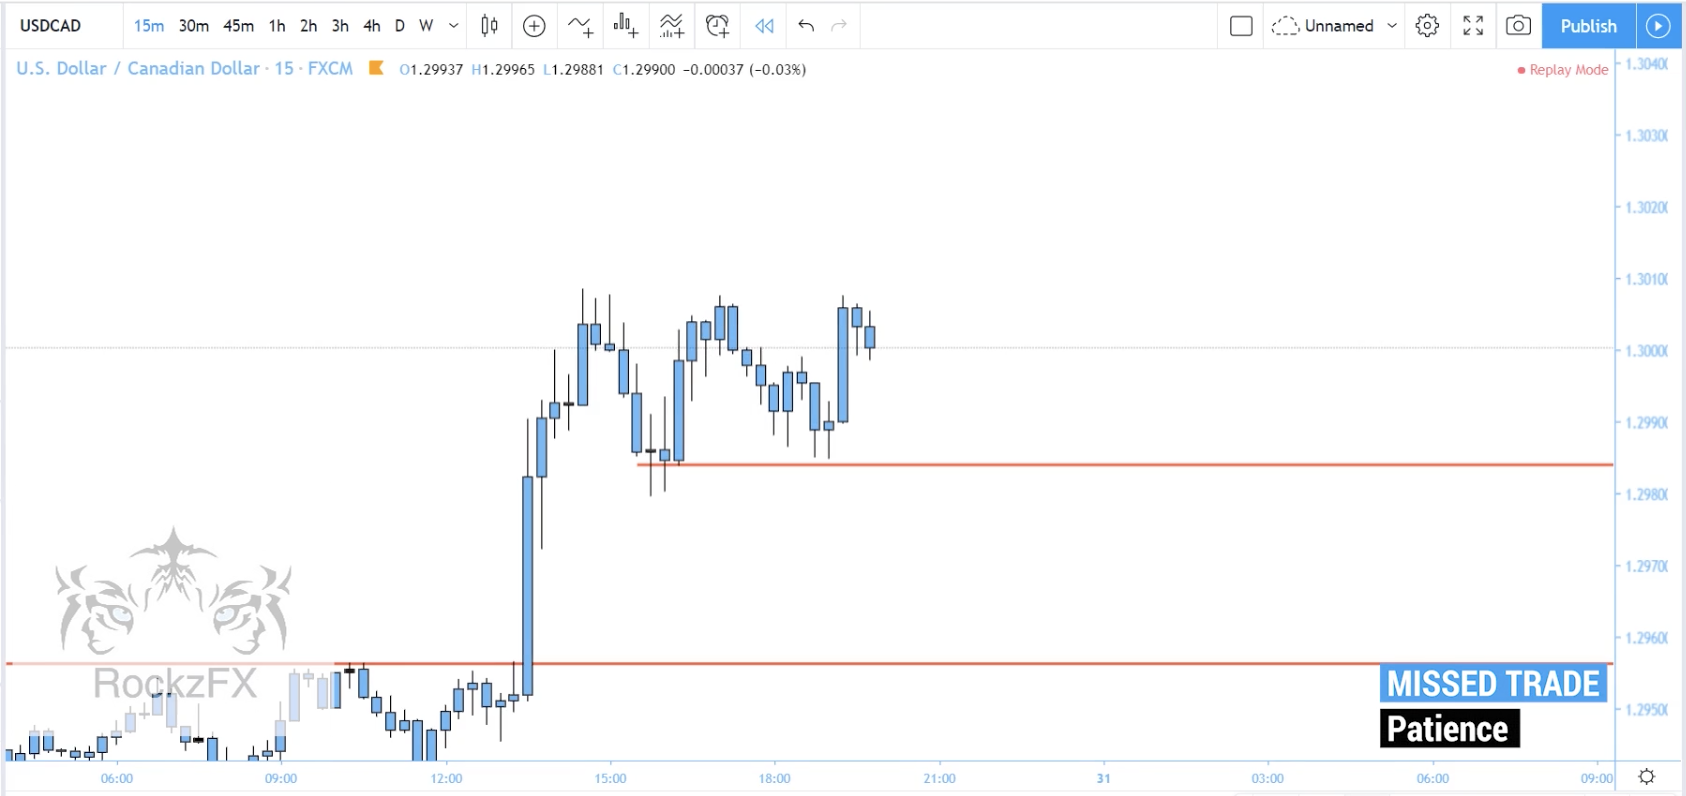 USDCAD 15m 30m 45m 1h 2h 3h 4h D W Unnamed Publish
U.S. Dollar / Canadian Dollar · 15 · FXCM O1.29937 H1.29965 L1.29881 C1.29900 −0.00037 (−0.03%) Replay Mode
1.3040
1.3030
1.3020
1.3010
1.3000
1.2990
1.2980
1.2970
1.2960
RockzFX
MISSED TRADE
1.2950
Patience
06:00 09:00 12:00 15:00 18:00 21:00 31 03:00 06:00 09:00